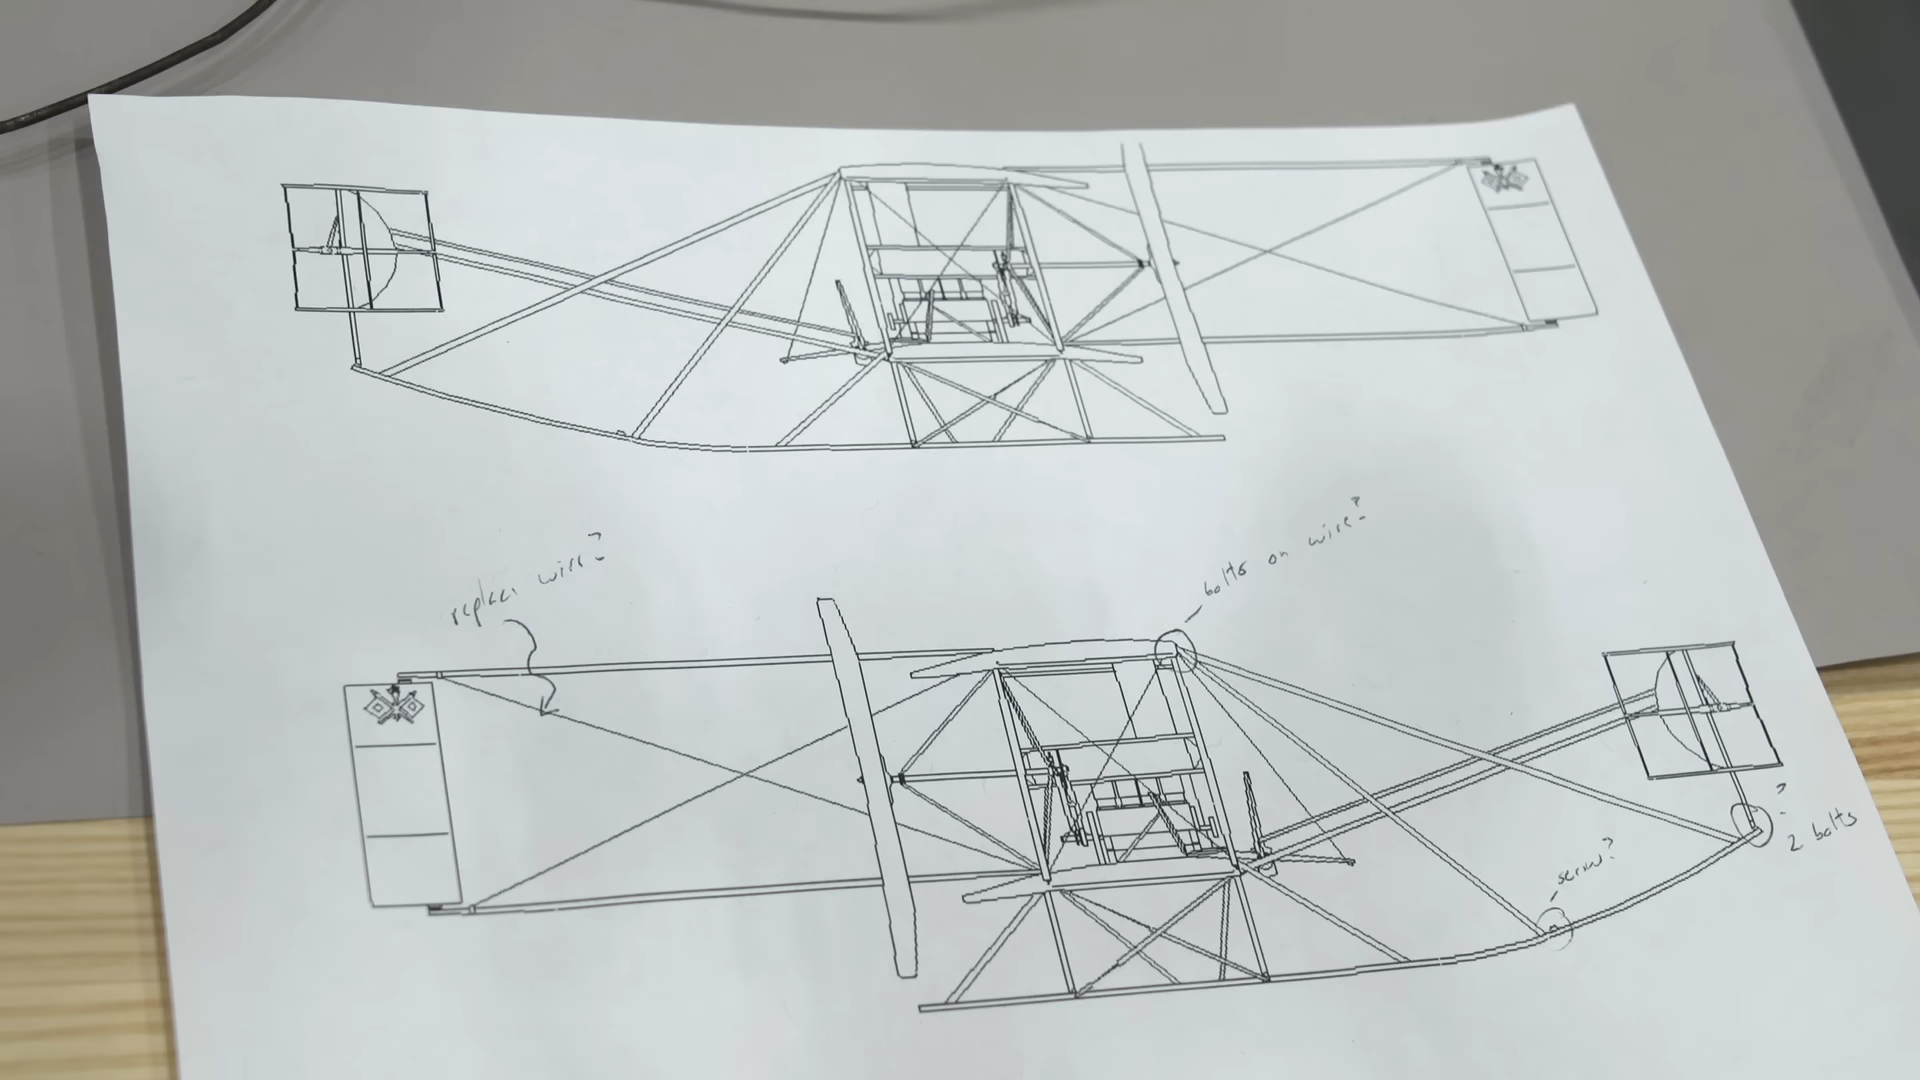 replace wire?
bolts on wire?
?
2 bolts
screw?